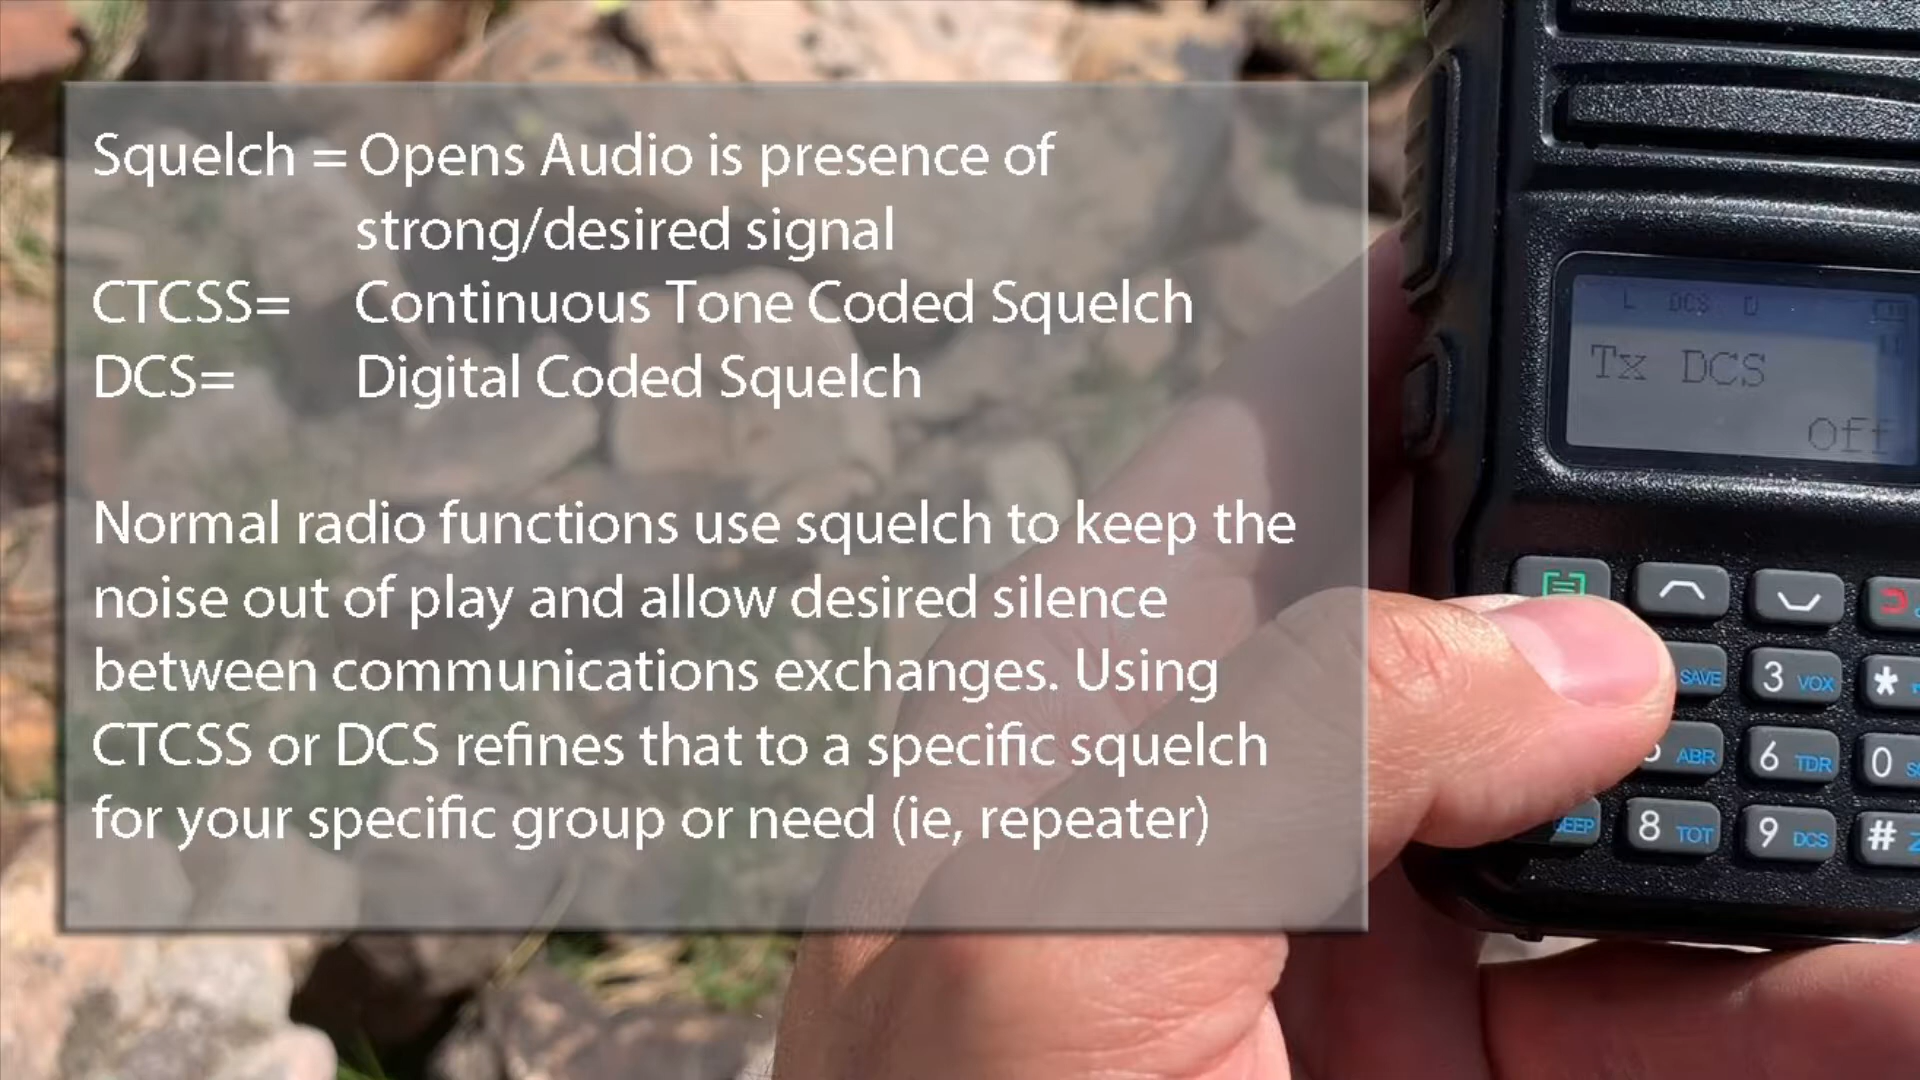 Squelch = Opens Audio is presence of
strong/desired signal
CTCSS= Continuous Tone Coded Squelch
DCS= Digital Coded Squelch
Normal radio functions use squelch to keep the
noise out of play and allow desired silence
between communications exchanges. Using
CTCSS or DCS refines that to a specific squelch
for your specific group or need (ie, repeater)
L DCS
Tx DCS
Off
SAVE 3 VOX *
ABR 6 TDR 0
BEEP 8 TOT 9 DCS #